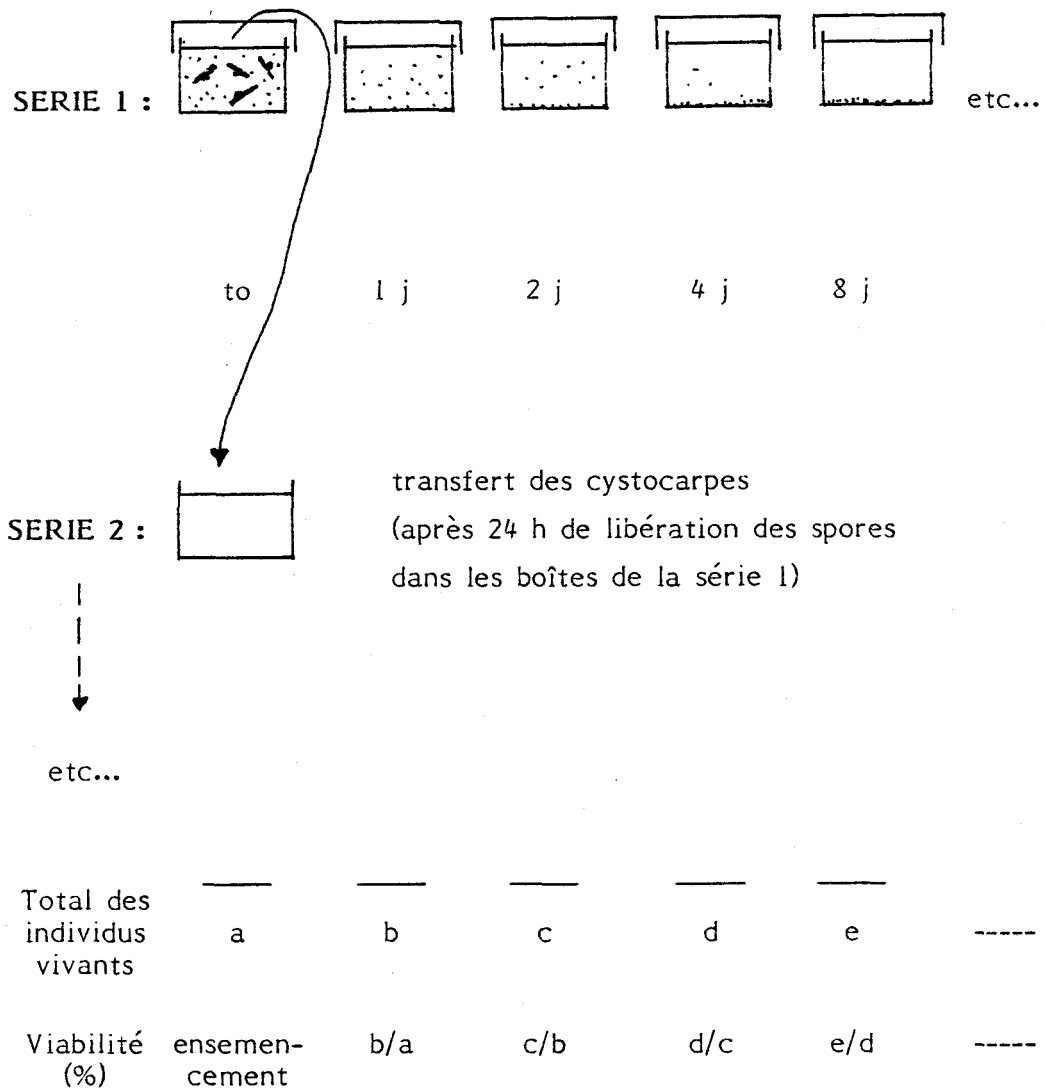 SERIE 1 :
etc...
to 1 j 2 j 4 j 8 j
SERIE 2 :
transfert des cystocarpes
(après 24 h de libération des spores
dans les boîtes de la série 1)
etc...
Total des
individus a b c d e -----
vivants
Viabilité ensemen- b/a c/b d/c e/d -----
(%) cement